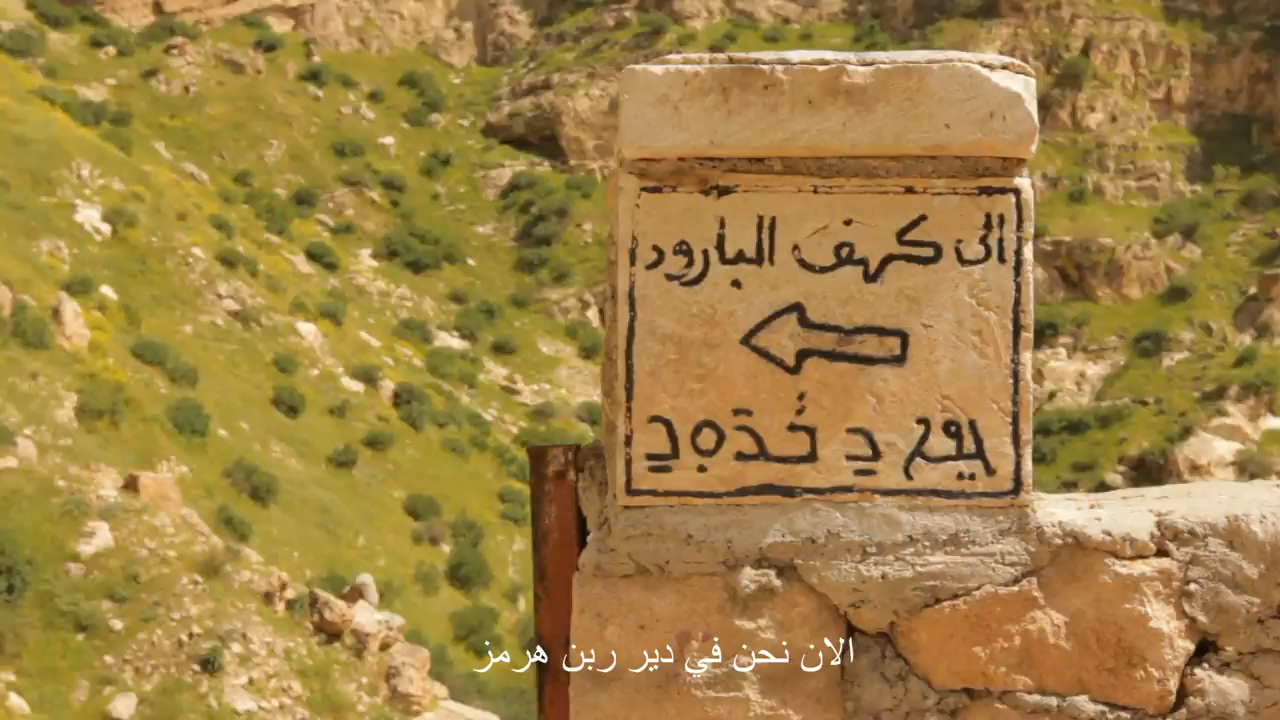 الى كهف البارود
الان نحن في دير ربن هرمز